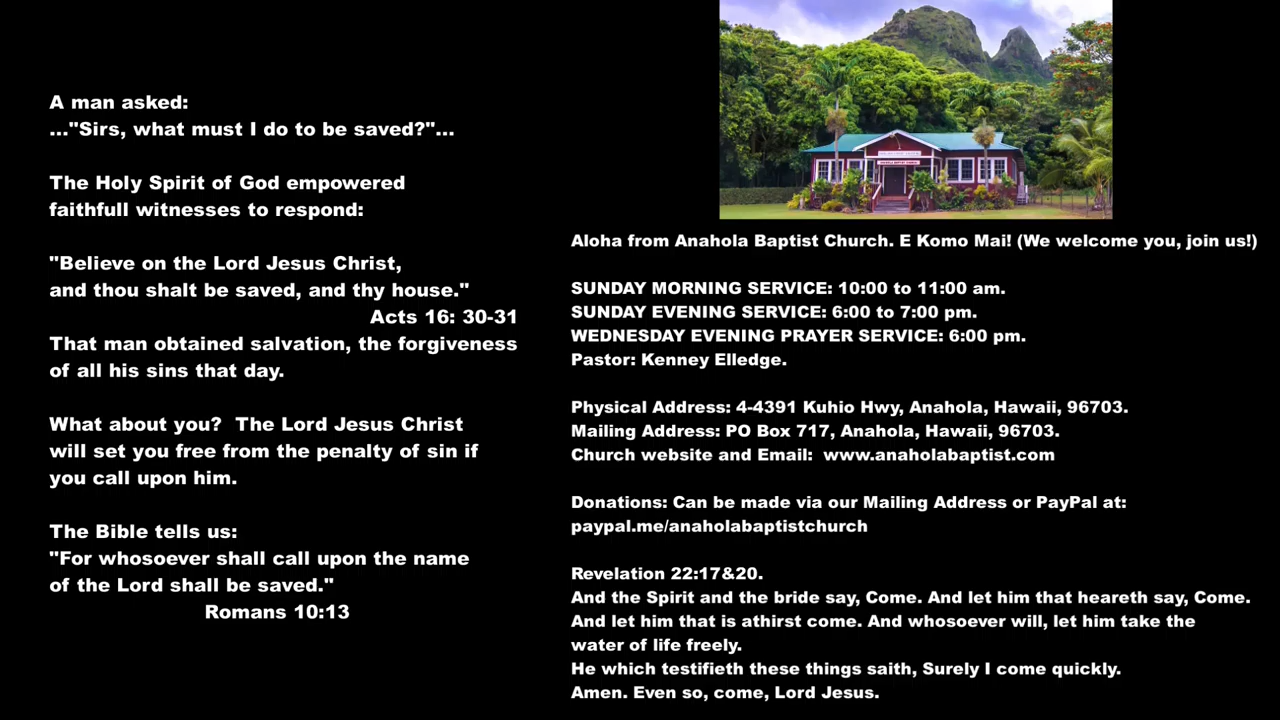 A man asked:
..."Sirs, what must I do to be saved?"...
The Holy Spirit of God empowered
faithfull witnesses to respond:
"Believe on the Lord Jesus Christ,
and thou shalt be saved, and thy house."
Acts 16: 30-31
That man obtained salvation, the forgiveness
of all his sins that day.
What about you?  The Lord Jesus Christ
will set you free from the penalty of sin if
you call upon him.
The Bible tells us:
"For whosoever shall call upon the name
of the Lord shall be saved."
Romans 10:13
Aloha from Anahola Baptist Church. E Komo Mai! (We welcome you, join us!)
SUNDAY MORNING SERVICE: 10:00 to 11:00 am.
SUNDAY EVENING SERVICE: 6:00 to 7:00 pm.
WEDNESDAY EVENING PRAYER SERVICE: 6:00 pm.
Pastor: Kenney Elledge.
Physical Address: 4-4391 Kuhio Hwy, Anahola, Hawaii, 96703.
Mailing Address: PO Box 717, Anahola, Hawaii, 96703.
Church website and Email:  www.anaholabaptist.com
Donations: Can be made via our Mailing Address or PayPal at:
paypal.me/anaholabaptistchurch
Revelation 22:17&20.
And the Spirit and the bride say, Come. And let him that heareth say, Come.
And let him that is athirst come. And whosoever will, let him take the
water of life freely.
He which testifieth these things saith, Surely I come quickly.
Amen. Even so, come, Lord Jesus.